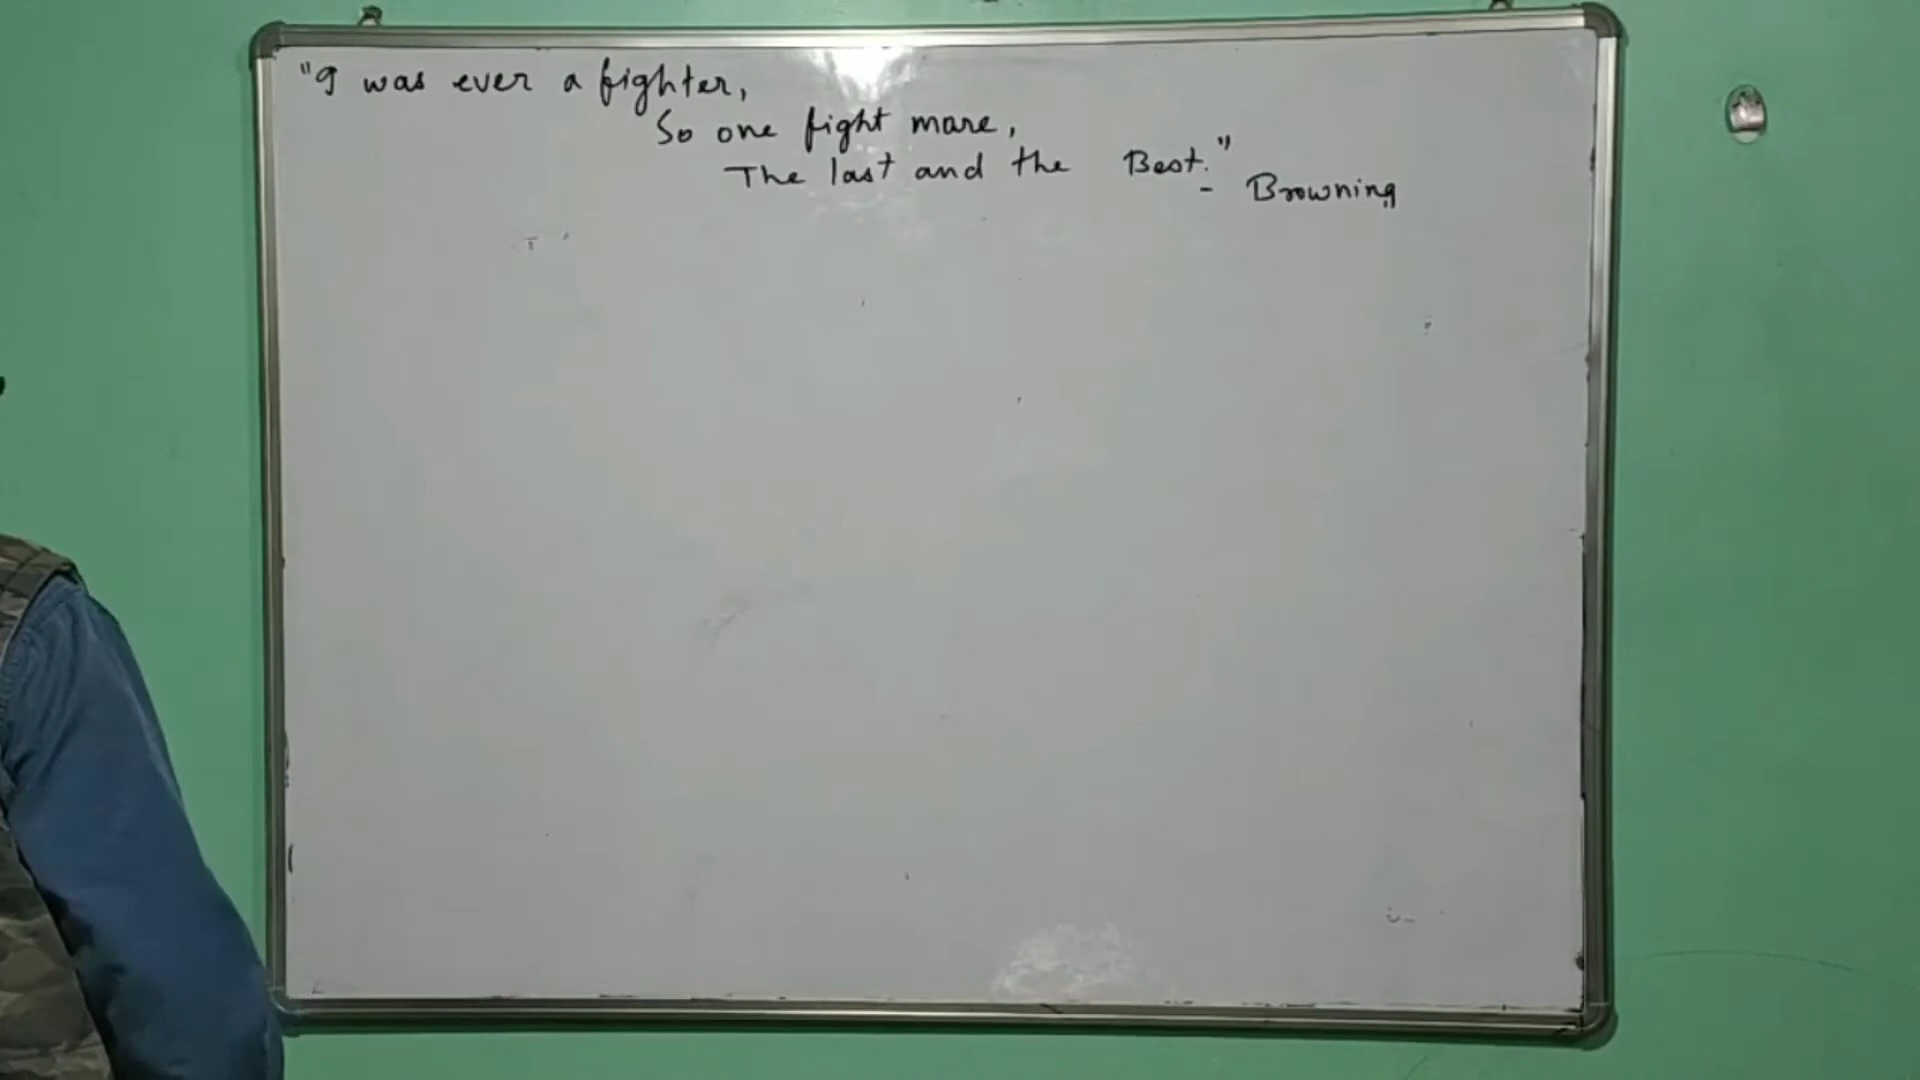 "I was ever a fighter,
So one fight more,
The last and the Best."
- Browning